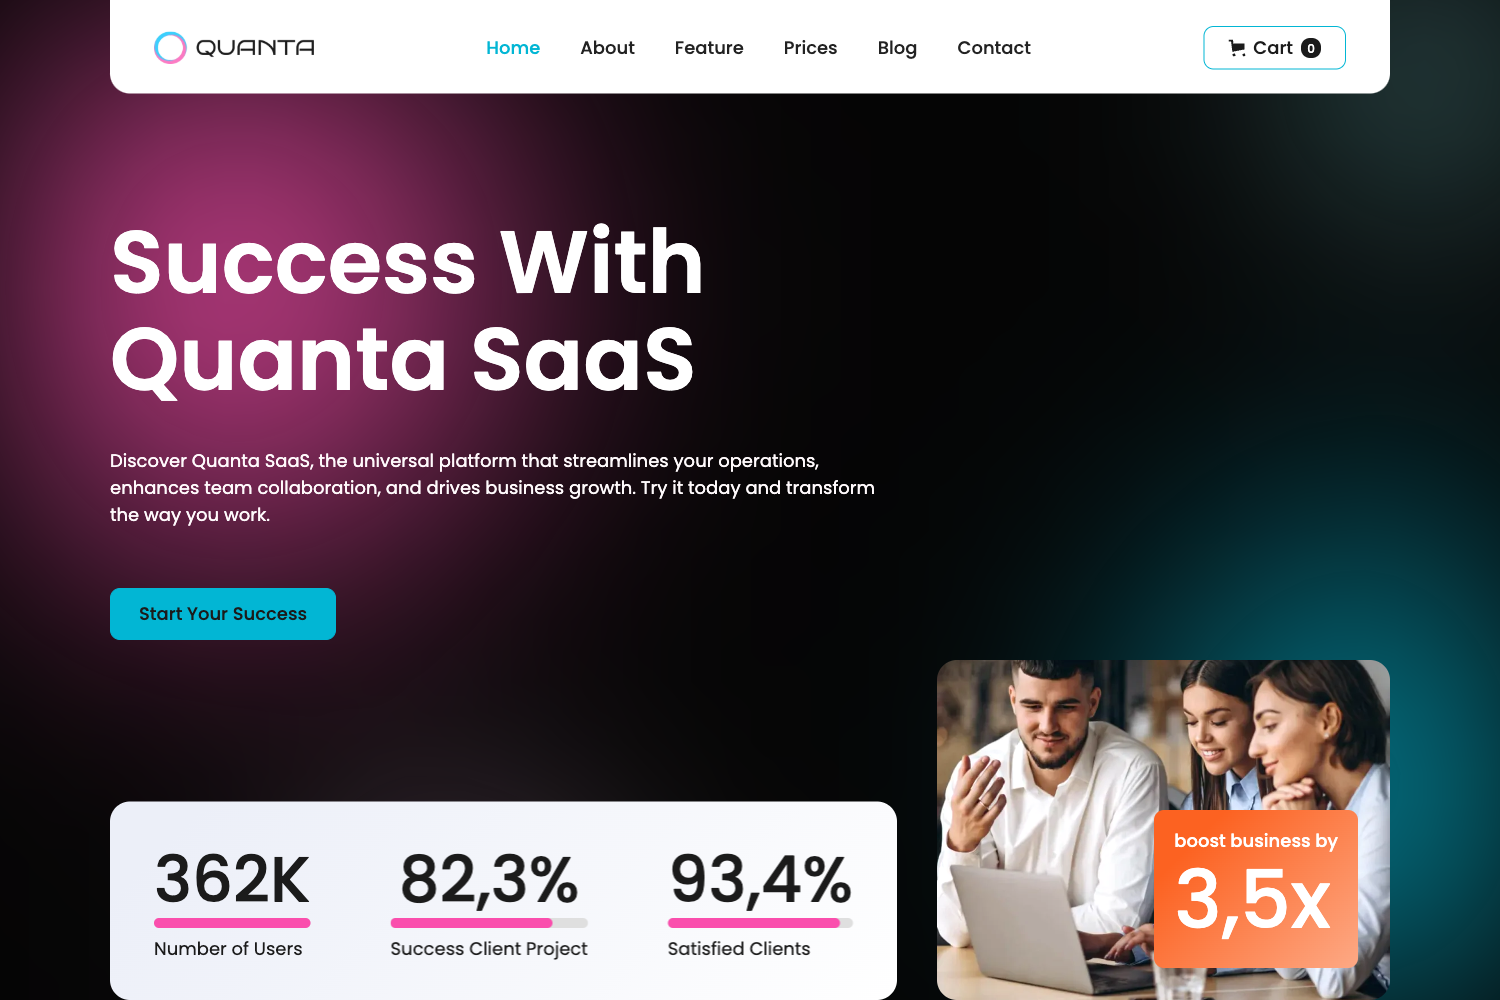 QUANTA
Home About Feature Prices Blog Contact
Cart 0
Success With
Quanta SaaS
Discover Quanta SaaS, the universal platform that streamlines your operations,
enhances team collaboration, and drives business growth. Try it today and transform
the way you work.
Start Your Success
boost business by
3,5x
362K 82,3% 93,4%
Number of Users Success Client Project Satisfied Clients